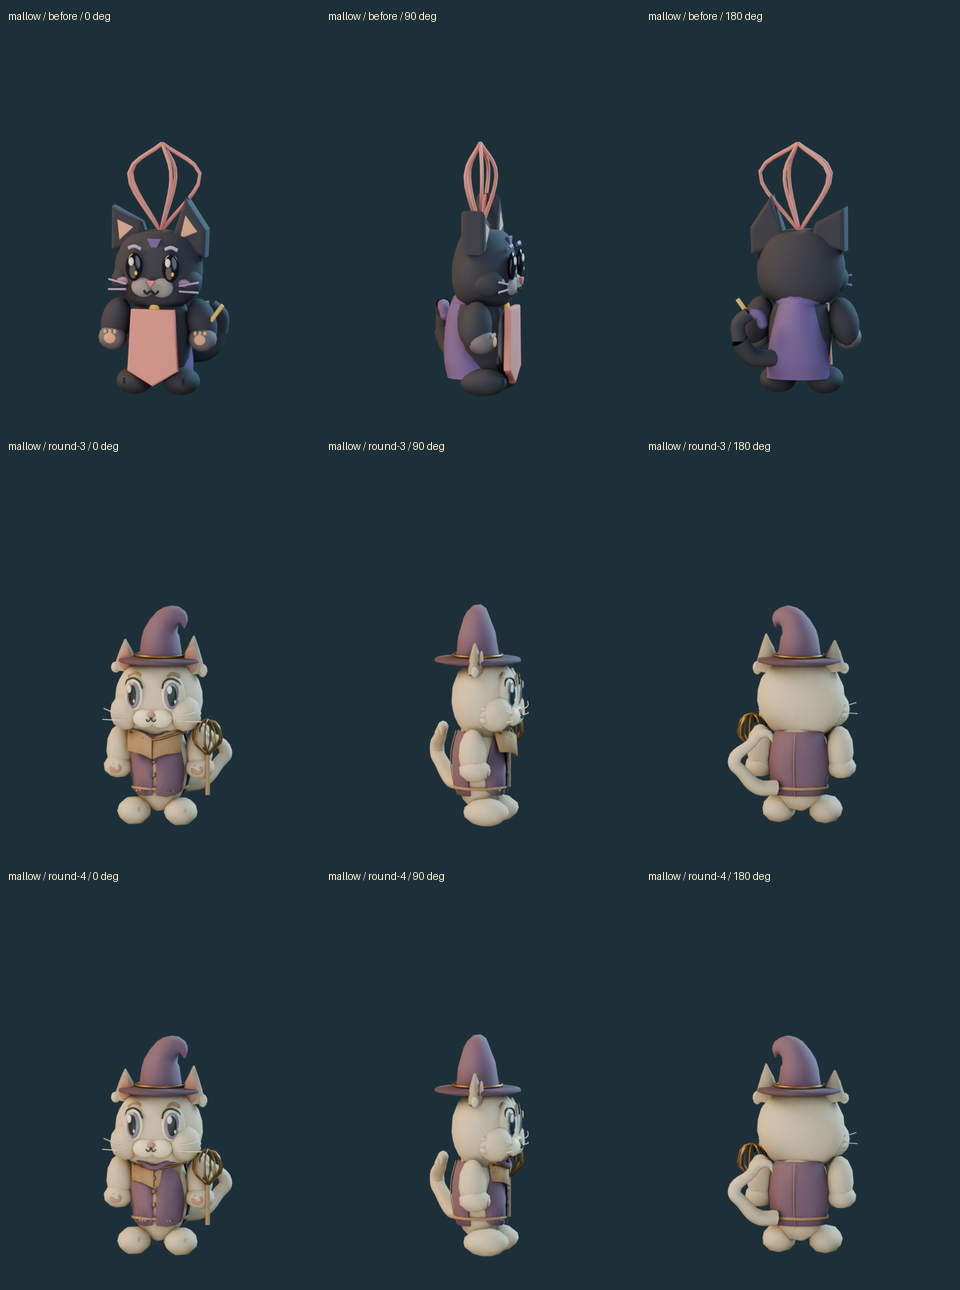 mallow / before / 0 deg
mallow / before / 90 deg
mallow / before / 180 deg
mallow / round-3 / 0 deg
mallow / round-3 / 90 deg
mallow / round-3 / 180 deg
mallow / round-4 / 0 deg
mallow / round-4 / 90 deg
mallow / round-4 / 180 deg